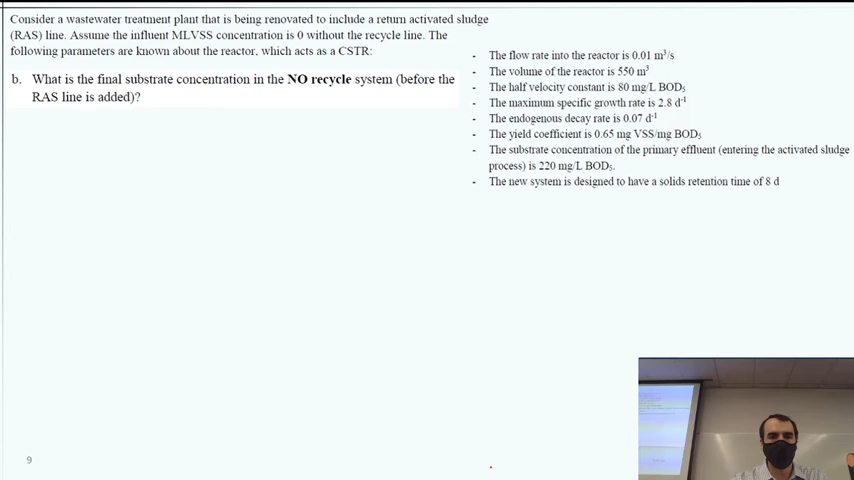 Consider a wastewater treatment plant that is being renovated to include a return activated sludge
(RAS) line. Assume the influent MLVSS concentration is 0 without the recycle line. The
following parameters are known about the reactor, which acts as a CSTR:
b. What is the final substrate concentration in the NO recycle system (before the
RAS line is added)?
- The flow rate into the reactor is 0.01 m³/s
- The volume of the reactor is 550 m³
- The half velocity constant is 80 mg/L BOD₅
- The maximum specific growth rate is 2.8 d⁻¹
- The endogenous decay rate is 0.07 d⁻¹
- The yield coefficient is 0.65 mg VSS/mg BOD₅
- The substrate concentration of the primary effluent (entering the activated sludge
process) is 220 mg/L BOD₅.
- The new system is designed to have a solids retention time of 8 d
9